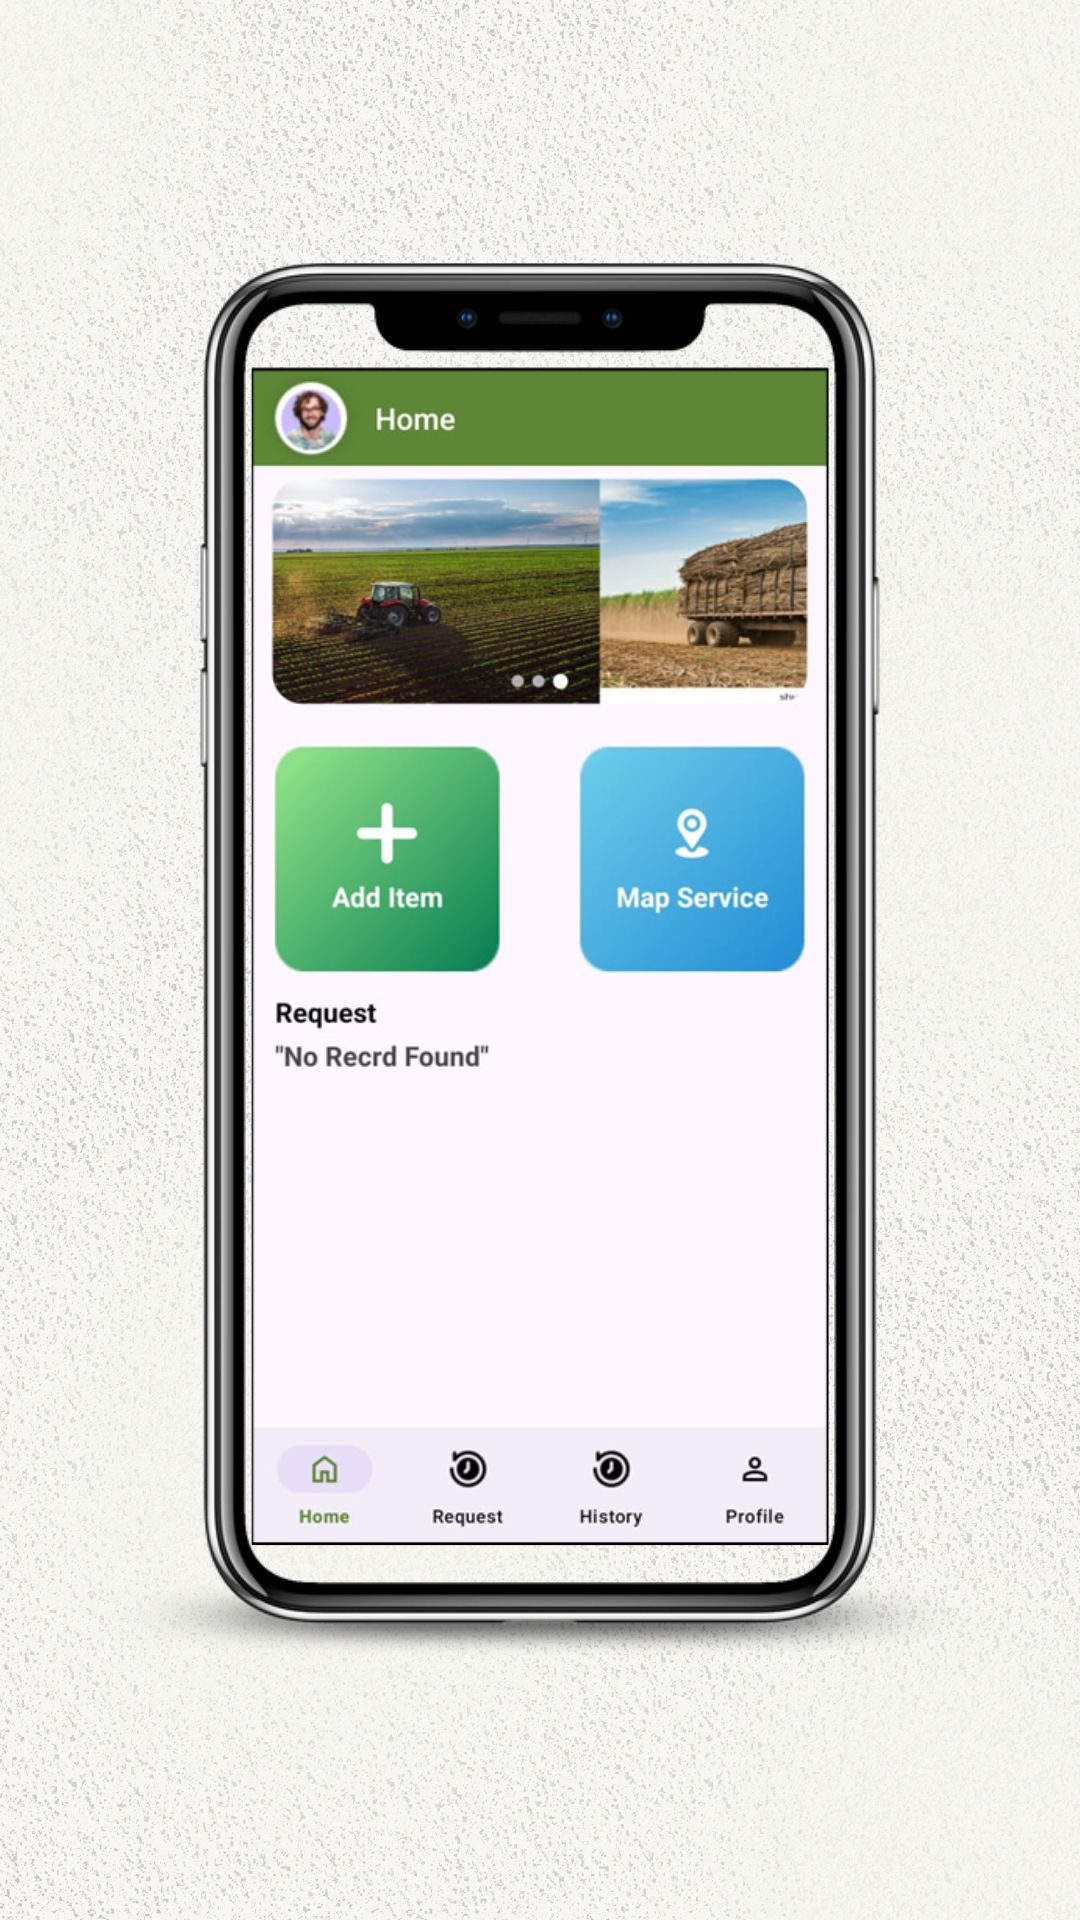 Home
Add Item
Map Service
Request
"No Recrd Found"
Home
Request
History
Profile